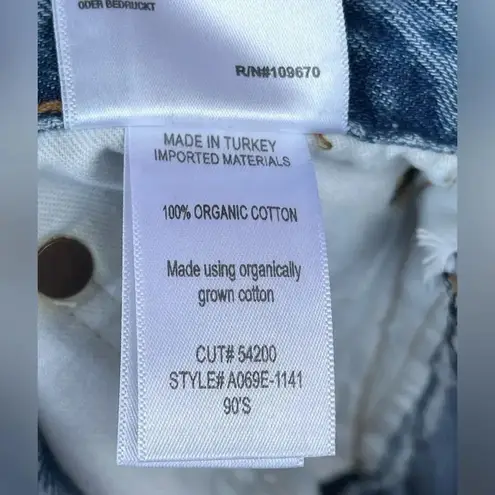 ODER BEDRUCKT
R/N#109670
MADE IN TURKEY
IMPORTED MATERIALS
100% ORGANIC COTTON
Made using organically
grown cotton
CUT# 54200
STYLE# A069E-1141
90'S